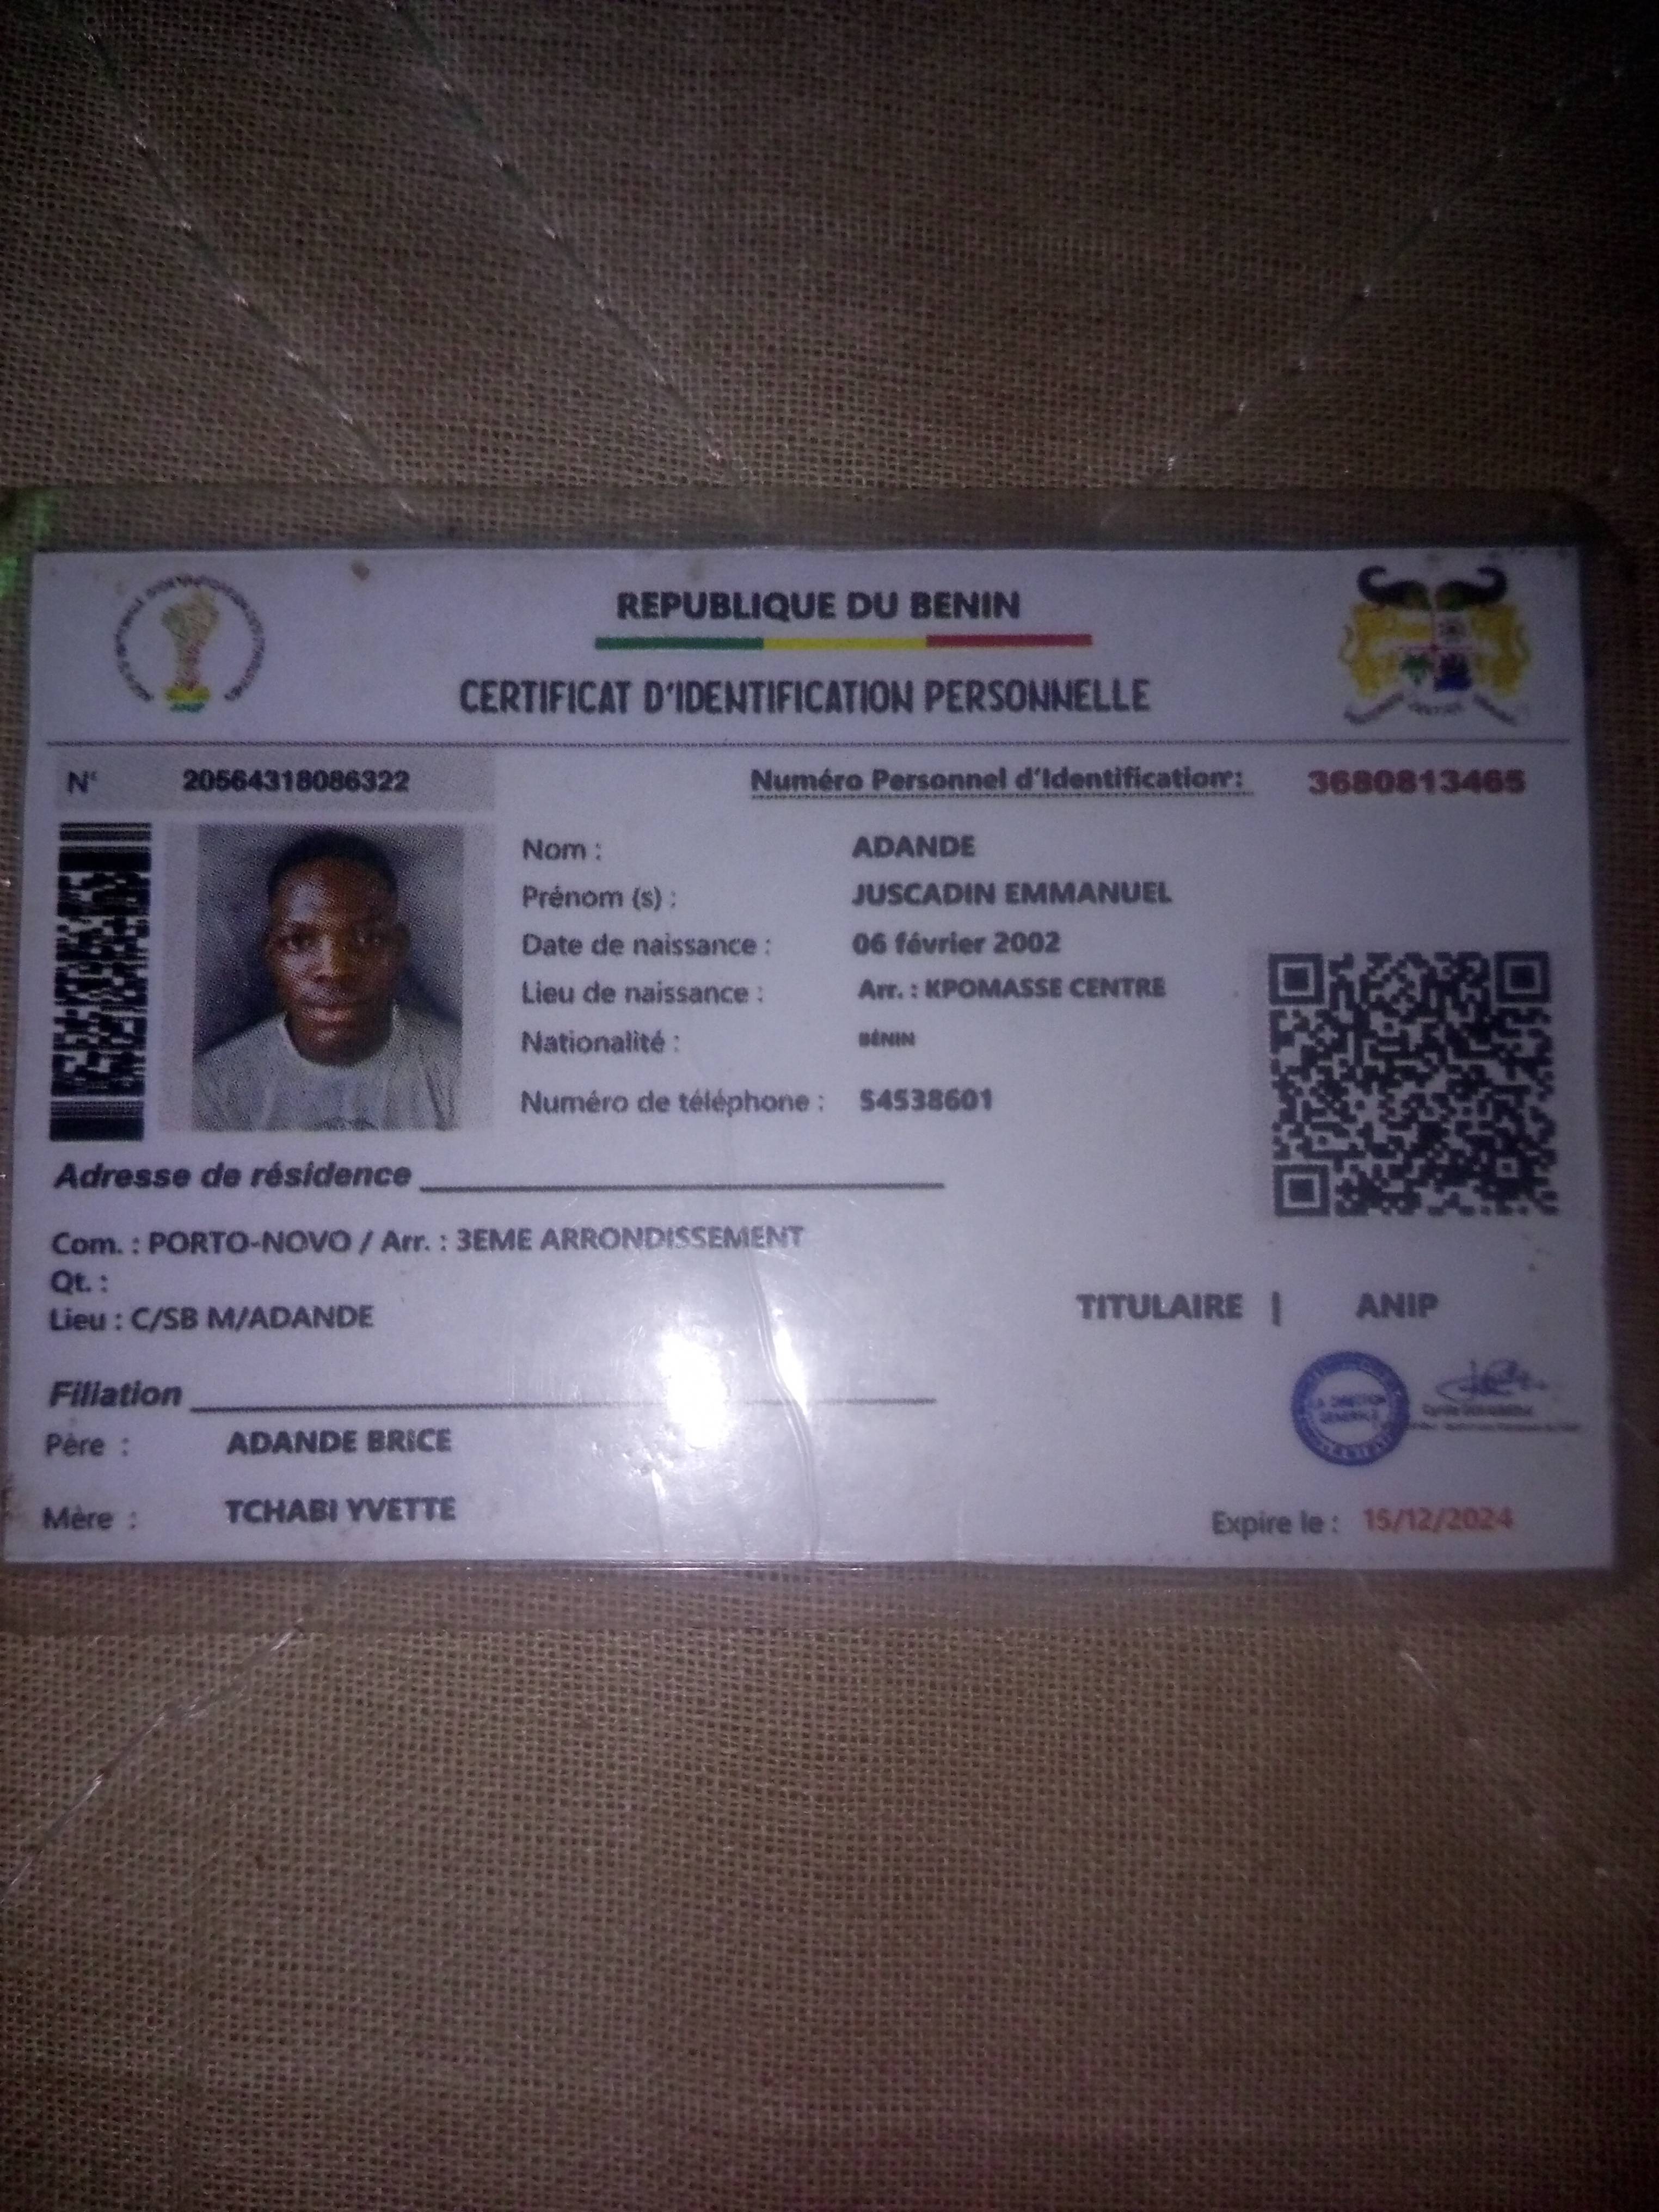 REPUBLIQUE DU BENIN
CERTIFICAT D'IDENTIFICATION PERSONNELLE
N° 20564318086322
Numéro Personnel d'Identification: 3680813465
Nom : ADANDE
Prénom (s) : JUSCADIN EMMANUEL
Date de naissance : 06 février 2002
Lieu de naissance : Arr. : KPOMASSE CENTRE
Nationalité : BÉNIN
Numéro de téléphone : 54538601
Adresse de résidence
Com. : PORTO-NOVO / Arr. : 3EME ARRONDISSEMENT
Qt. :
Lieu : C/SB M/ADANDE
TITULAIRE | ANIP
LA DIRECTION
GENERALE
Filiation
Père : ADANDE BRICE
Mère : TCHABI YVETTE
Expire le : 15/12/2024